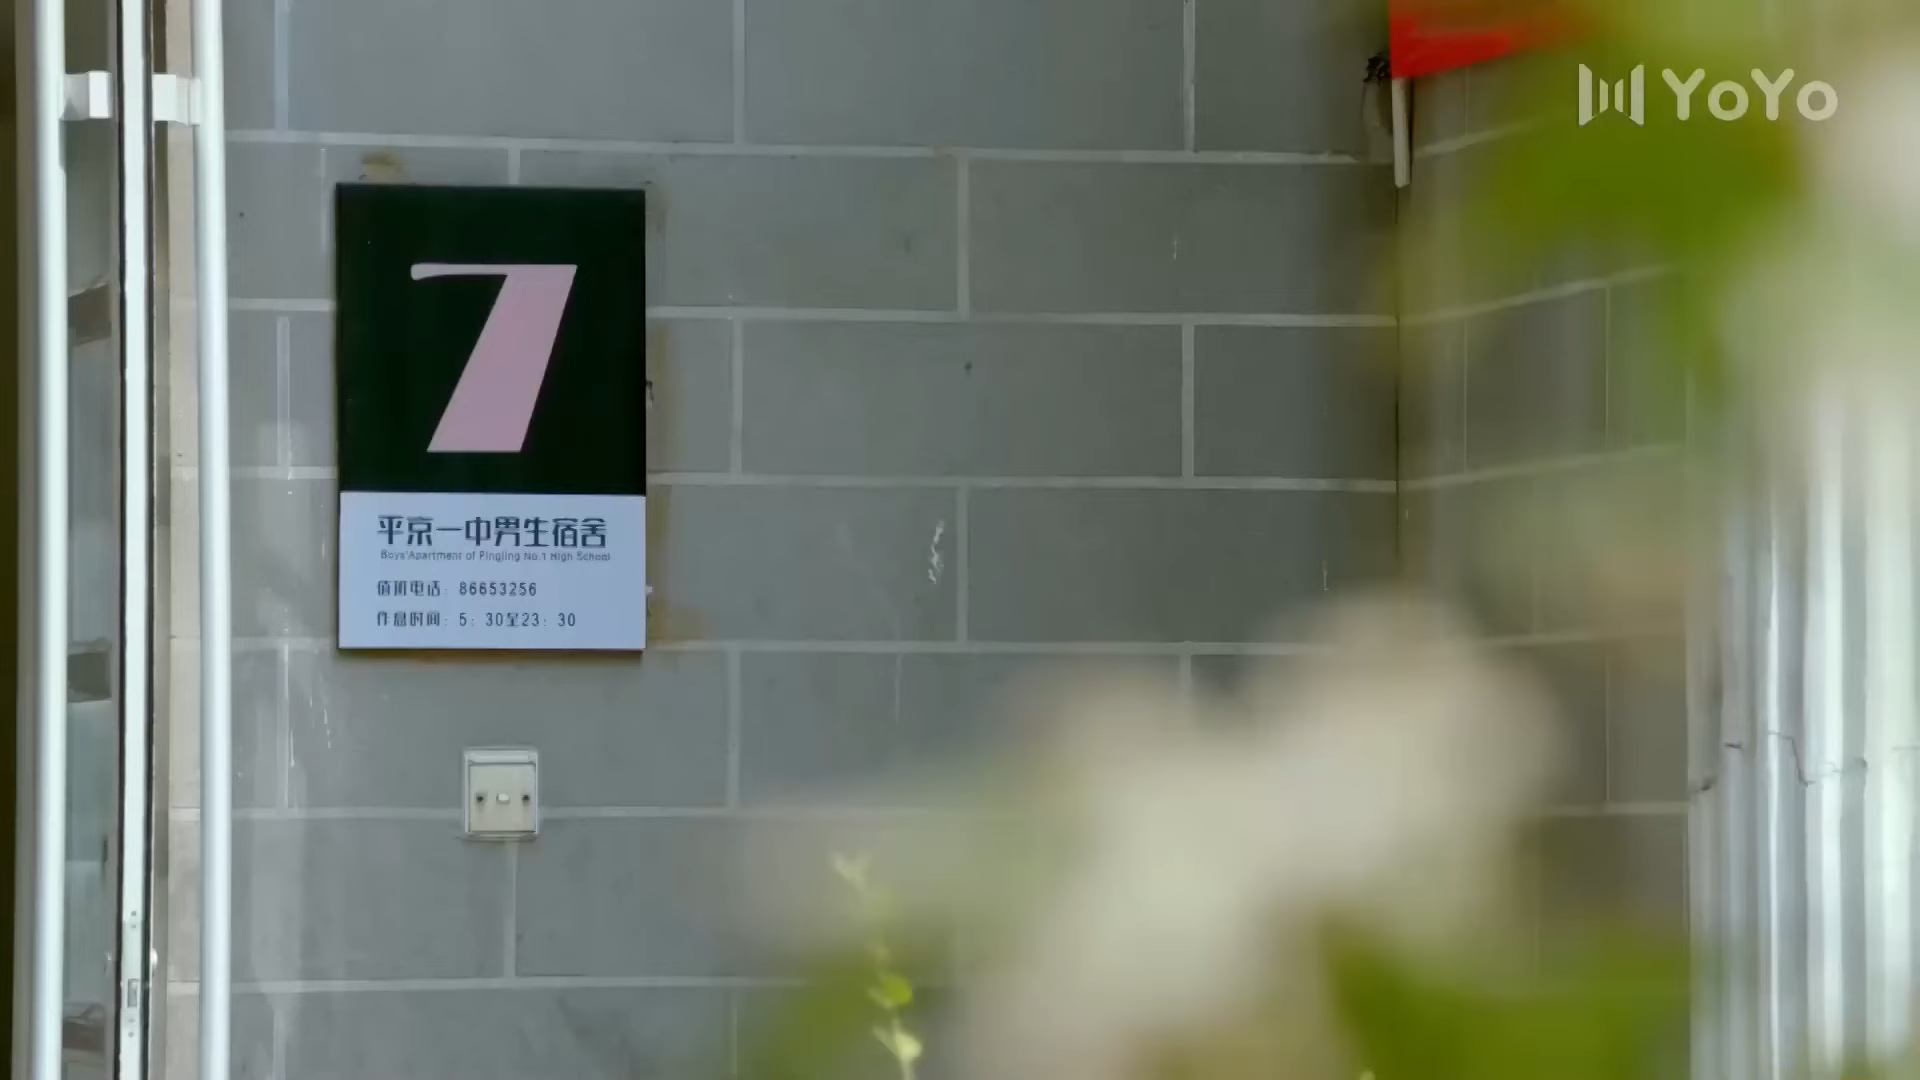 YoYo
7
平京一中男生宿舍
Boys'Apartment of Pingjing No.1 High School
值班电话：86653256
作息时间：5：30至23：30